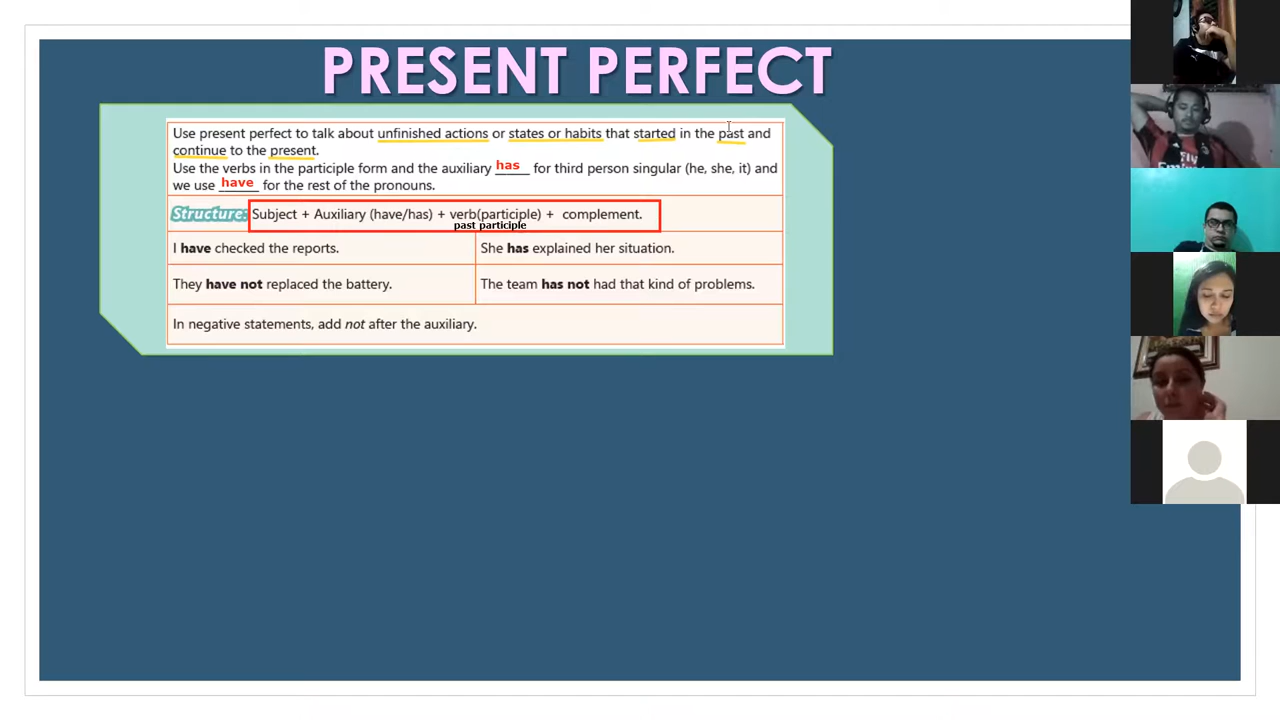 PRESENT PERFECT
Use present perfect to talk about unfinished actions or states or habits that started in the past and
continue to the present.
Use the verbs in the participle form and the auxiliary has for third person singular (he, she, it) and
we use have for the rest of the pronouns.
Structure: Subject + Auxiliary (have/has) + verb(participle) + complement.
past participle
I have checked the reports.
She has explained her situation.
They have not replaced the battery.
The team has not had that kind of problems.
In negative statements, add not after the auxiliary.